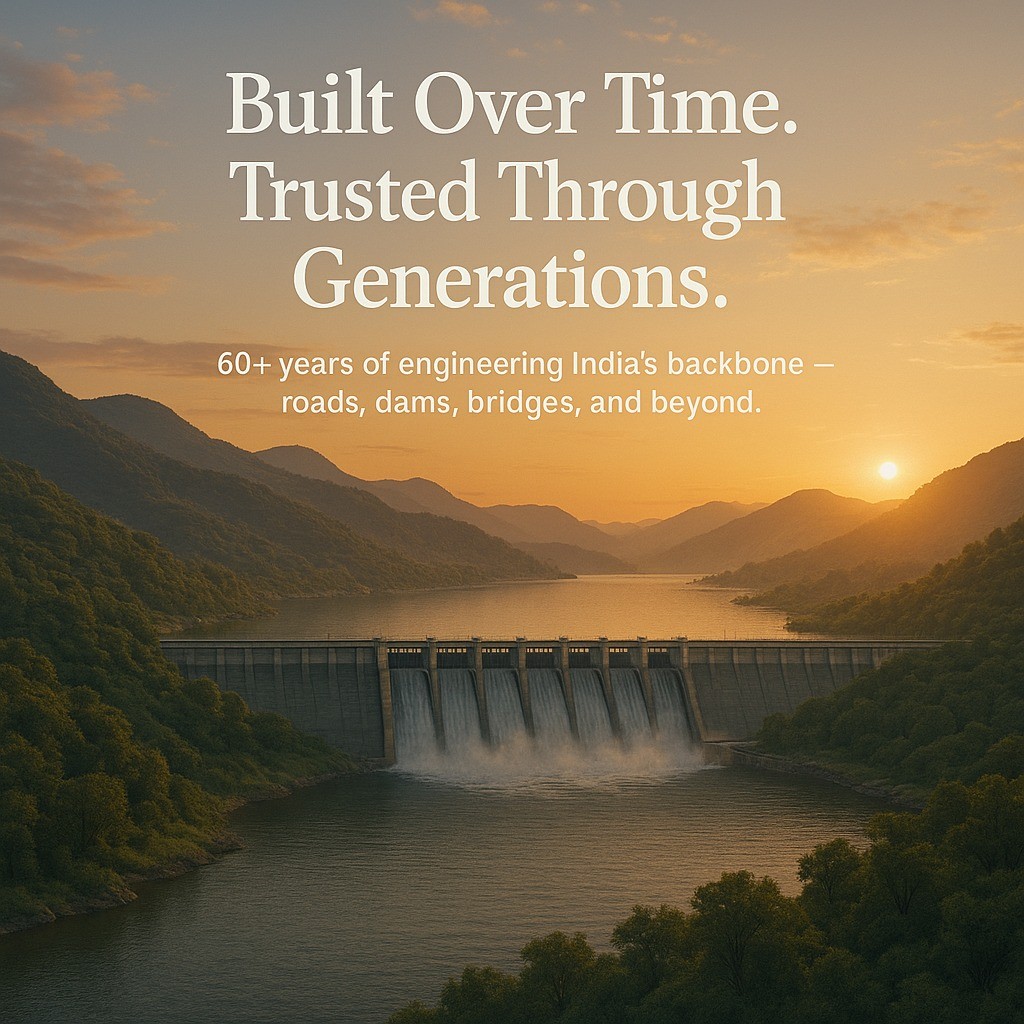 Built Over Time.
Trusted Through
Generations.
60+ years of engineering India's backbone –
roads, dams, bridges, and beyond.